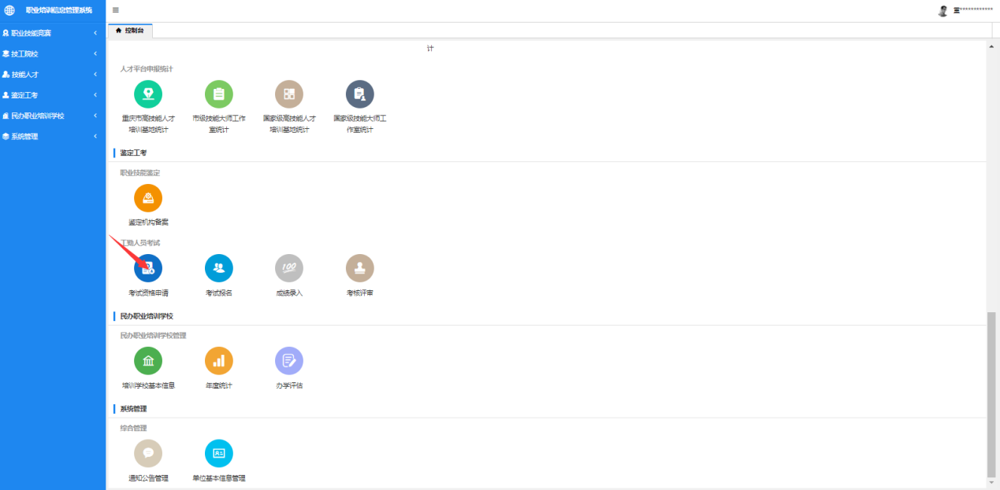 职业培训信息管理系统
职业技能竞赛
技工院校
技能人才
鉴定工考
民办职业培训学校
系统管理
控制台
计
人才平台申报统计
重庆市高技能人才
培训基地统计
市级技能大师工作
室统计
国家级高技能人才
培训基地统计
国家级技能大师工
作室统计
鉴定工考
职业技能鉴定
鉴定机构备案
工勤人员考试
考试资格申请
考试报名
100
成绩录入
考核评审
民办职业培训学校
民办职业培训学校管理
培训学校基本信息
年度统计
办学评估
系统管理
综合管理
通知公告管理
单位基本信息管理